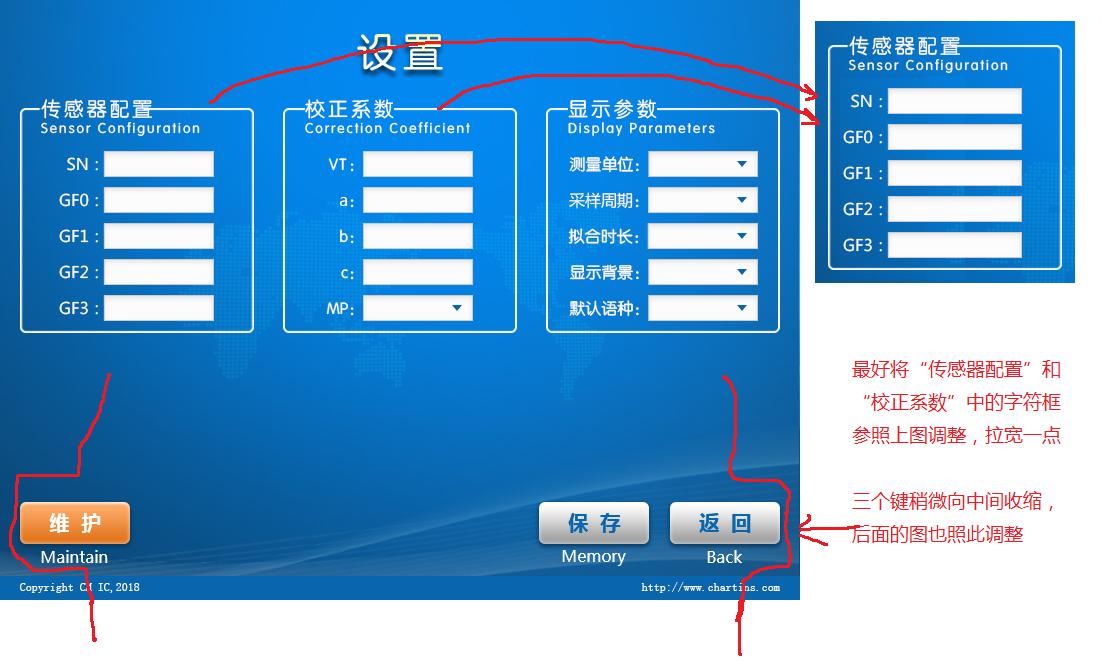 设置
传感器配置
Sensor Configuration
SN :
GF0 :
GF1 :
GF2 :
GF3 :
校正系数
Correction Coefficient
VT:
a:
b:
c:
MP:
显示参数
Display Parameters
测量单位:
采样周期:
拟合时长:
显示背景:
默认语种:
维 护
Maintain
保 存
Memory
返 回
Back
Copyright C IC,2018
http://www.chartins.com
传感器配置
Sensor Configuration
SN :
GF0 :
GF1 :
GF2 :
GF3 :
最好将“传感器配置”和
“校正系数”中的字符框
参照上图调整，拉宽一点
三个键稍微向中间收缩，
后面的图也照此调整